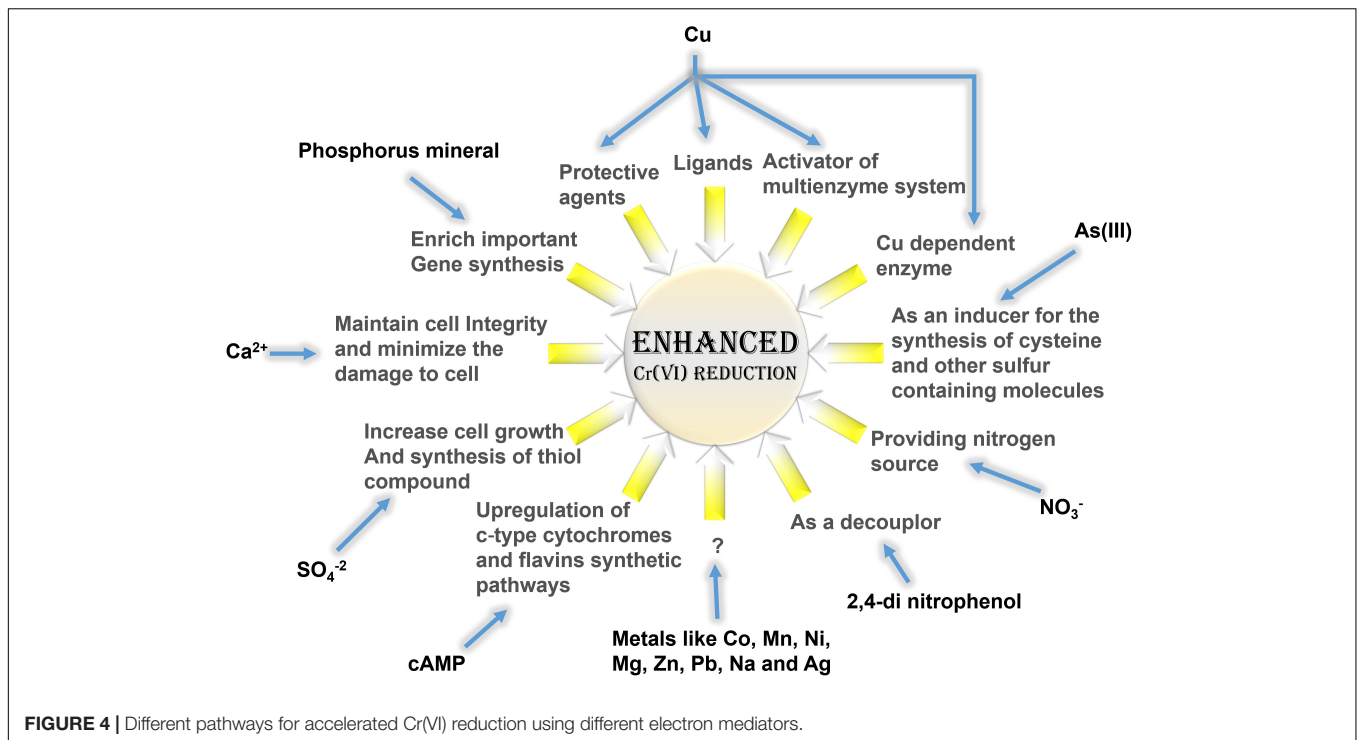 Cu
Phosphorus mineral
Protective
agents
Ligands
Activator of
multienzyme system
Enrich important
Gene synthesis
Cu dependent
enzyme
As(III)
Ca²⁺
Maintain cell Integrity
and minimize the
damage to cell
ENHANCED
Cr(VI) REDUCTION
As an inducer for the
synthesis of cysteine
and other sulfur
containing molecules
Increase cell growth
And synthesis of thiol
compound
Providing nitrogen
source
SO₄⁻²
Upregulation of
c-type cytochromes
and flavins synthetic
pathways
?
As a decouplor
NO₃⁻
cAMP
Metals like Co, Mn, Ni,
Mg, Zn, Pb, Na and Ag
2,4-di nitrophenol
FIGURE 4 | Different pathways for accelerated Cr(VI) reduction using different electron mediators.